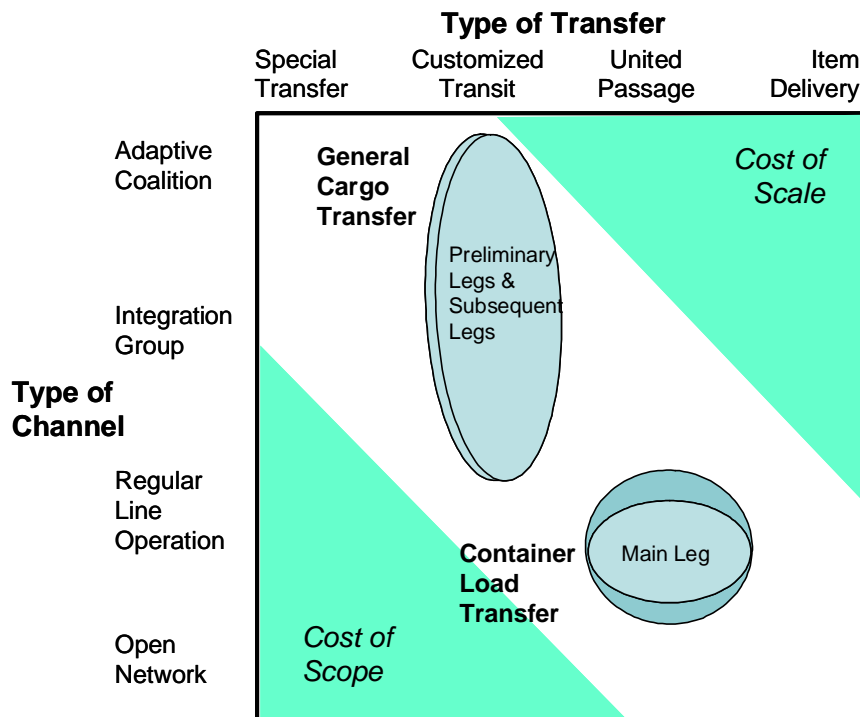 Type of Transfer
Special
Transfer
Customized
Transit
United
Passage
Item
Delivery
Type of
Channel
Adaptive
Coalition
Integration
Group
Regular
Line
Operation
Open
Network
General
Cargo
Transfer
Preliminary
Legs &
Subsequent
Legs
Cost of
Scale
Container
Load
Transfer
Main Leg
Cost of
Scope